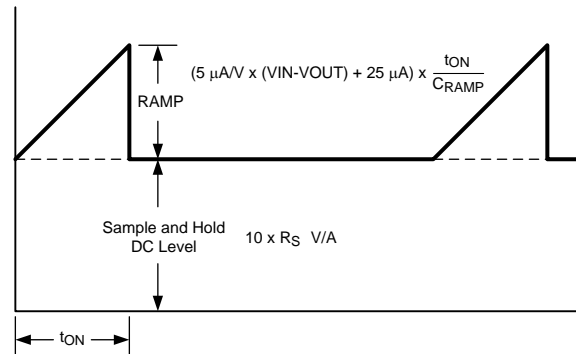 (5 μA/V x (VIN-VOUT) + 25 μA) x tON
CRAMP
RAMP
Sample and Hold
DC Level
10 x RS V/A
tON